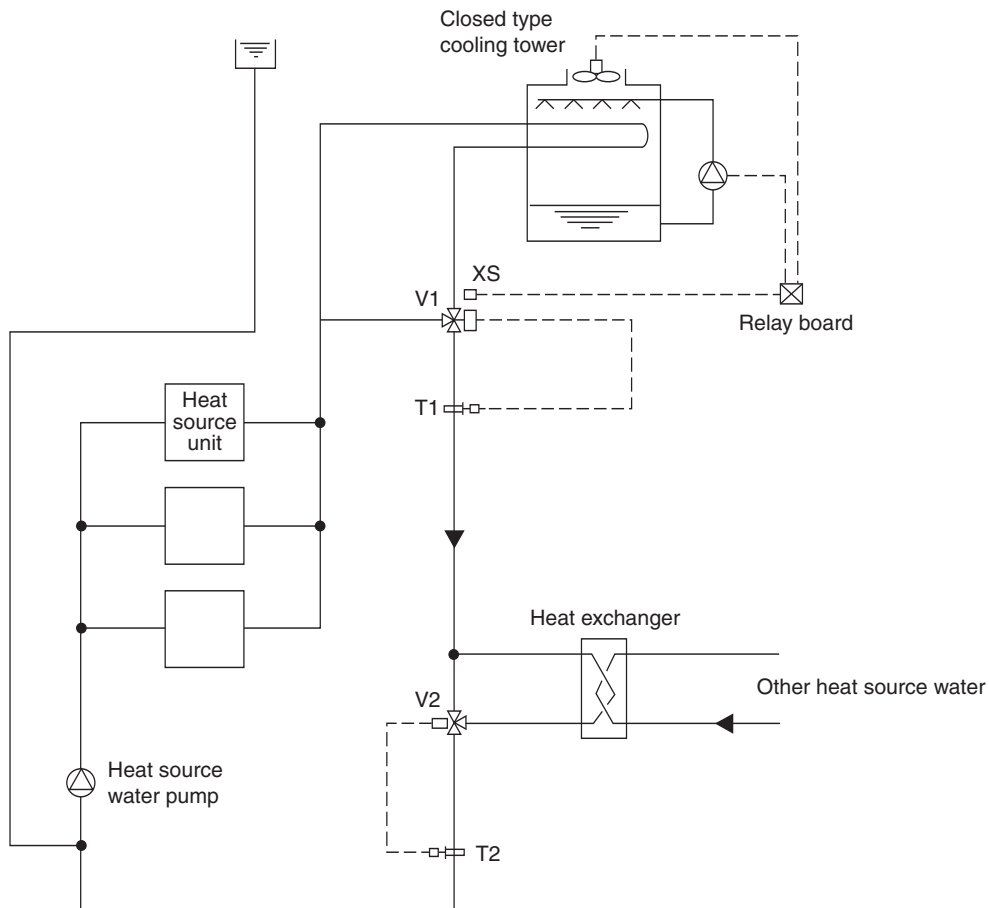 Closed type
cooling tower
XS
V1
Relay board
T1
Heat
source
unit
Heat exchanger
Other heat source water
V2
Heat source
water pump
T2